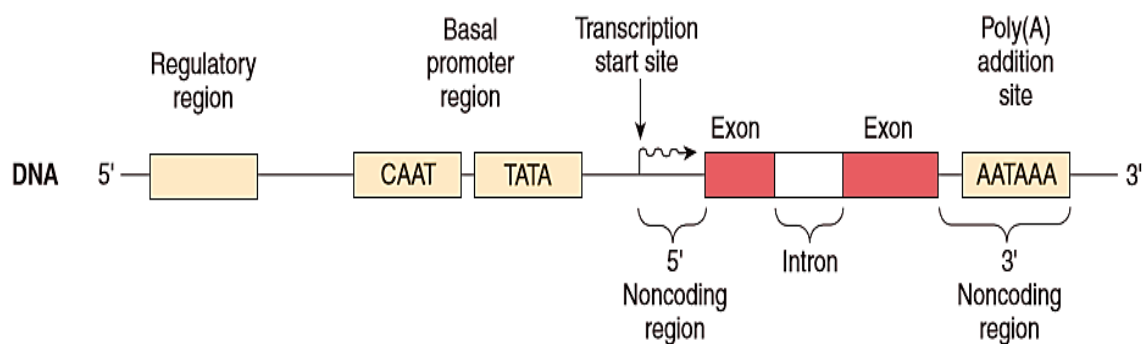 Regulatory
region
Basal
promoter
region
Transcription
start site
Poly(A)
addition
site
Exon
Exon
DNA 5' CAAT TATA AATAAA 3'
5'
Noncoding
region
Intron
3'
Noncoding
region